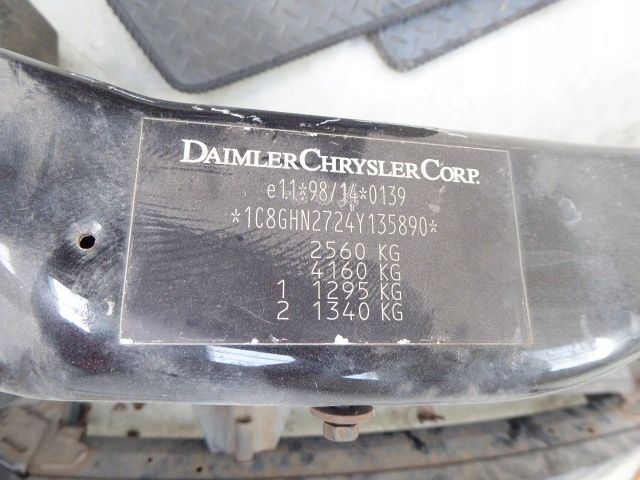 DAIMLERCHRYSLER CORP.
e11*98/14*0139
*1C8GHN2724Y135890*
2560 KG
4160 KG
1 1295 KG
2 1340 KG